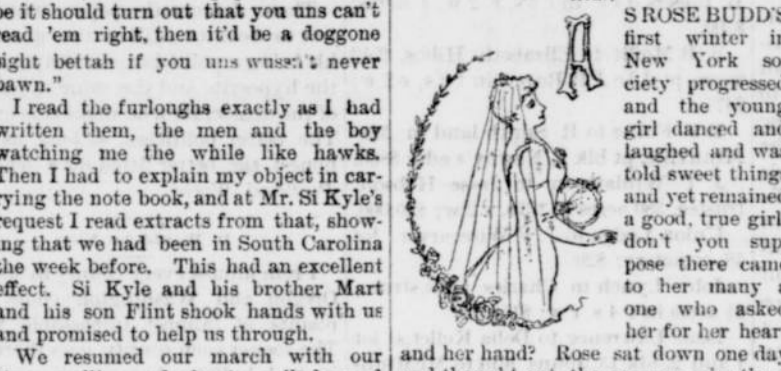 be it should turn out that you uns can't
read 'em right, then it'd be a doggone
sight bettah if you uns wussn't never
bawn."
I read the furloughs exactly as I had
written them, the men and the boy
watching me the while like hawks.
Then I had to explain my object in car-
rying the note book, and at Mr. Si Kyle's
request I read extracts from that, show-
ing that we had been in South Carolina
the week before. This had an excellent
effect. Si Kyle and his brother Mart
and his son Flint shook hands with us
and promised to help us through.
We resumed our march with our
AS ROSE BUDD'S
first winter in
New York so-
ciety progressed
and the young
girl danced and
laughed and was
told sweet things
and yet remained
a good, true girl
don't you sup-
pose there came
to her many a
one who asked
her for her heart
and her hand? Rose sat down one day